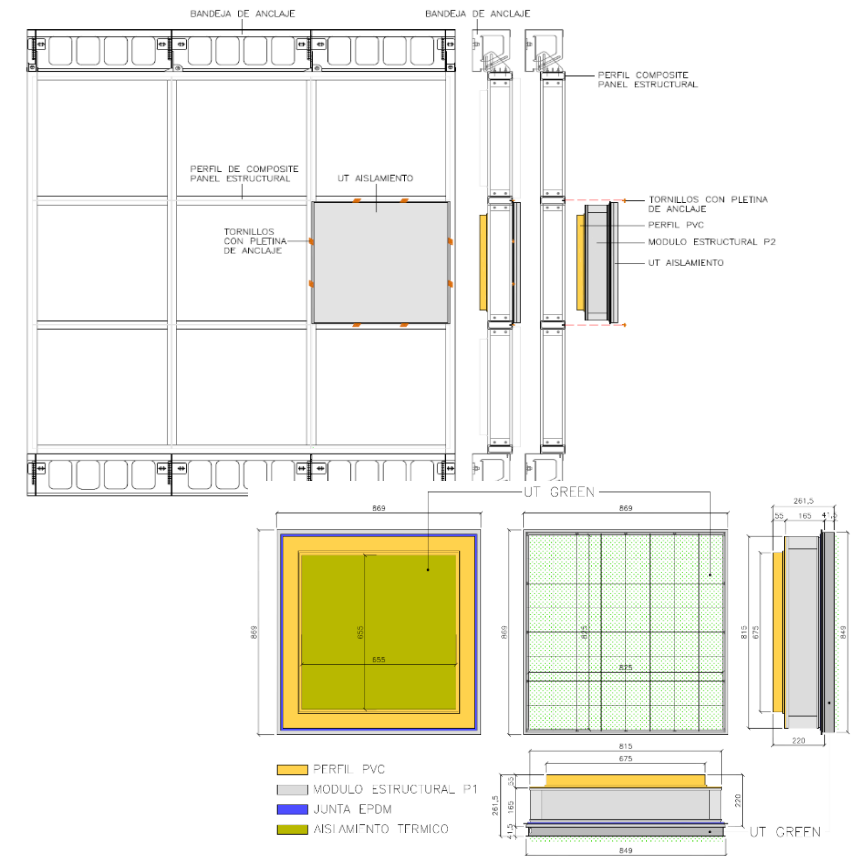 BANDEJA DE ANCLAJE
BANDEJA DE ANCLAJE
PERFIL COMPOSITE
PANEL ESTRUCTURAL
PERFIL DE COMPOSITE
PANEL ESTRUCTURAL
UT AISLAMIENTO
TORNILLOS
CON PLETINA
DE ANCLAJE
TORNILLOS CON PLETINA
DE ANCLAJE
PERFIL PVC
MODULO ESTRUCTURAL P2
UT AISLAMIENTO
UT GREEN
869
869
261,5
55
165
41,5
869
655
655
869
825
825
815
675
849
220
815
675
55
261,5
165
41,5
220
849
UT GREEN
PERFIL PVC
MODULO ESTRUCTURAL P1
JUNTA EPDM
AISLAMIENTO TERMICO